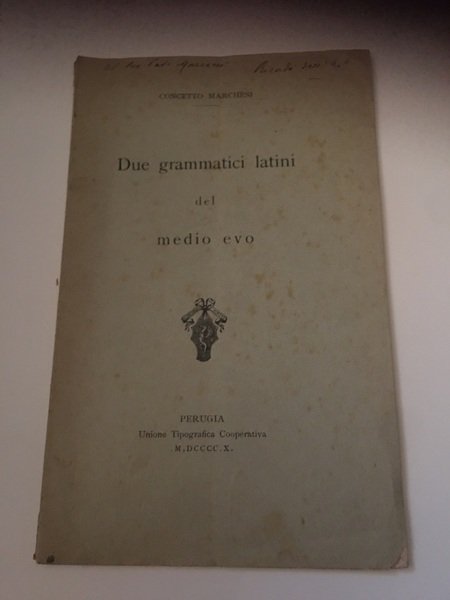 CONCETTO MARCHESI
Due grammatici latini
del
medio evo
PERUGIA
Unione Tipografica Cooperativa
M.DCCCC.X.